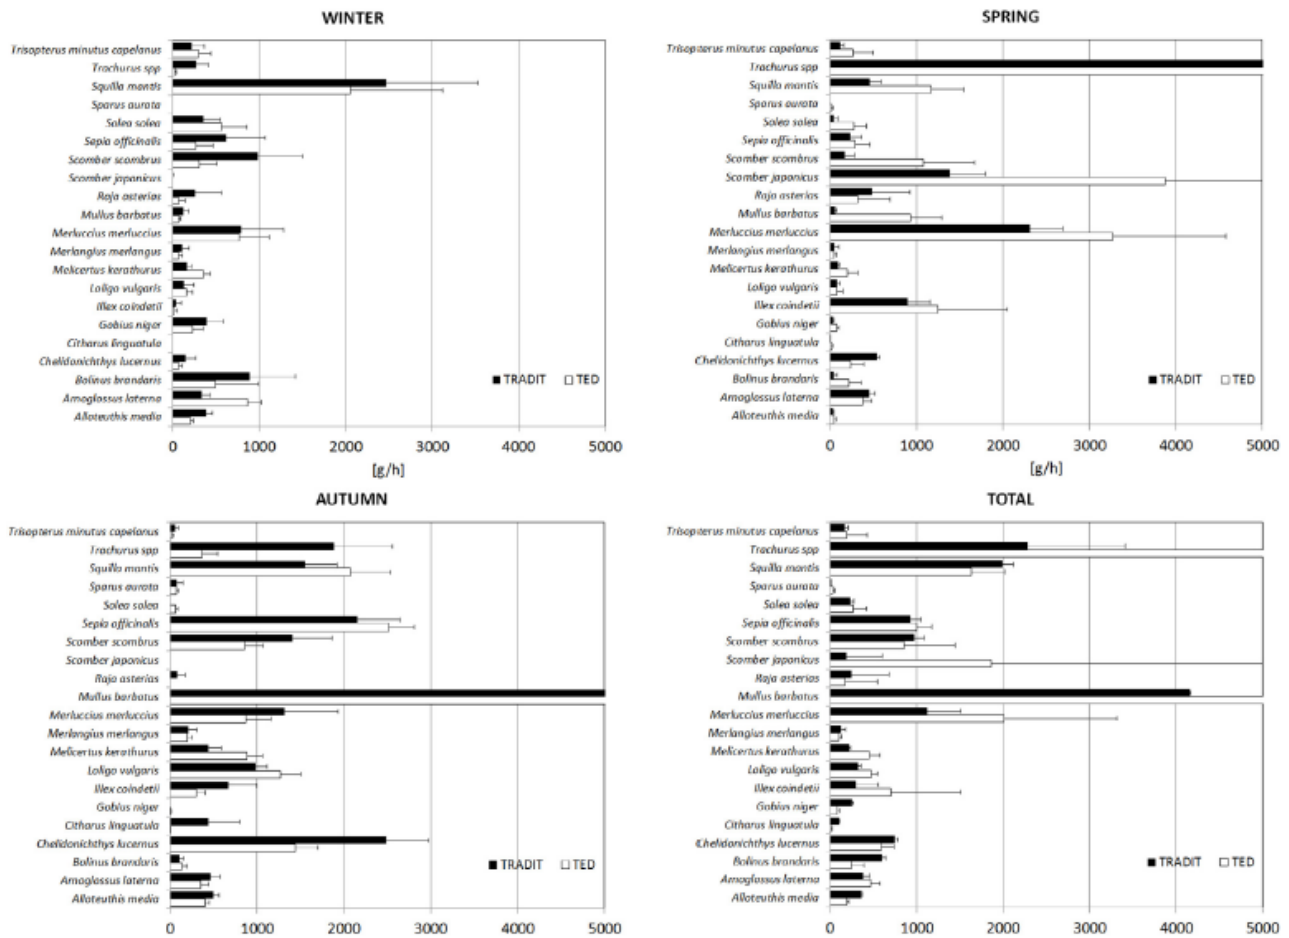 WINTER
Trisopterus minutus capelanus
Trachurus spp
Squilla mantis
Sparus aurata
Solea solea
Sepia officinalis
Scomber scombrus
Scomber japonicus
Raja asterias
Mullus barbatus
Merluccius merluccius
Merlangius merlangus
Melicertus kerathurus
Loligo vulgaris
Illex coindetii
Gobius niger
Citharus linguatula
Chelidonichthys lucernus
Bolinus brandaris
Arnoglossus laterna
Alloteuthis media
TRADIT TED
0 1000 2000 3000 4000 5000
[g/h]
SPRING
Trisopterus minutus capelanus
Trachurus spp
Squilla mantis
Sparus aurata
Solea solea
Sepia officinalis
Scomber scombrus
Scomber japonicus
Raja asterias
Mullus barbatus
Merluccius merluccius
Merlangius merlangus
Melicertus kerathurus
Loligo vulgaris
Illex coindetii
Gobius niger
Citharus linguatula
Chelidonichthys lucernus
Bolinus brandaris
Arnoglossus laterna
Alloteuthis media
TRADIT TED
0 1000 2000 3000 4000 5000
[g/h]
AUTUMN
Trisopterus minutus capelanus
Trachurus spp
Squilla mantis
Sparus aurata
Solea solea
Sepia officinalis
Scomber scombrus
Scomber japonicus
Raja asterias
Mullus barbatus
Merluccius merluccius
Merlangius merlangus
Melicertus kerathurus
Loligo vulgaris
Illex coindetii
Gobius niger
Citharus linguatula
Chelidonichthys lucernus
Bolinus brandaris
Arnoglossus laterna
Alloteuthis media
TRADIT TED
0 1000 2000 3000 4000 5000
TOTAL
Trisopterus minutus capelanus
Trachurus spp
Squilla mantis
Sparus aurata
Solea solea
Sepia officinalis
Scomber scombrus
Scomber japonicus
Raja asterias
Mullus barbatus
Merluccius merluccius
Merlangius merlangus
Melicertus kerathurus
Loligo vulgaris
Illex coindetii
Gobius niger
Citharus linguatula
Chelidonichthys lucernus
Bolinus brandaris
Arnoglossus laterna
Alloteuthis media
TRADIT TED
0 1000 2000 3000 4000 5000